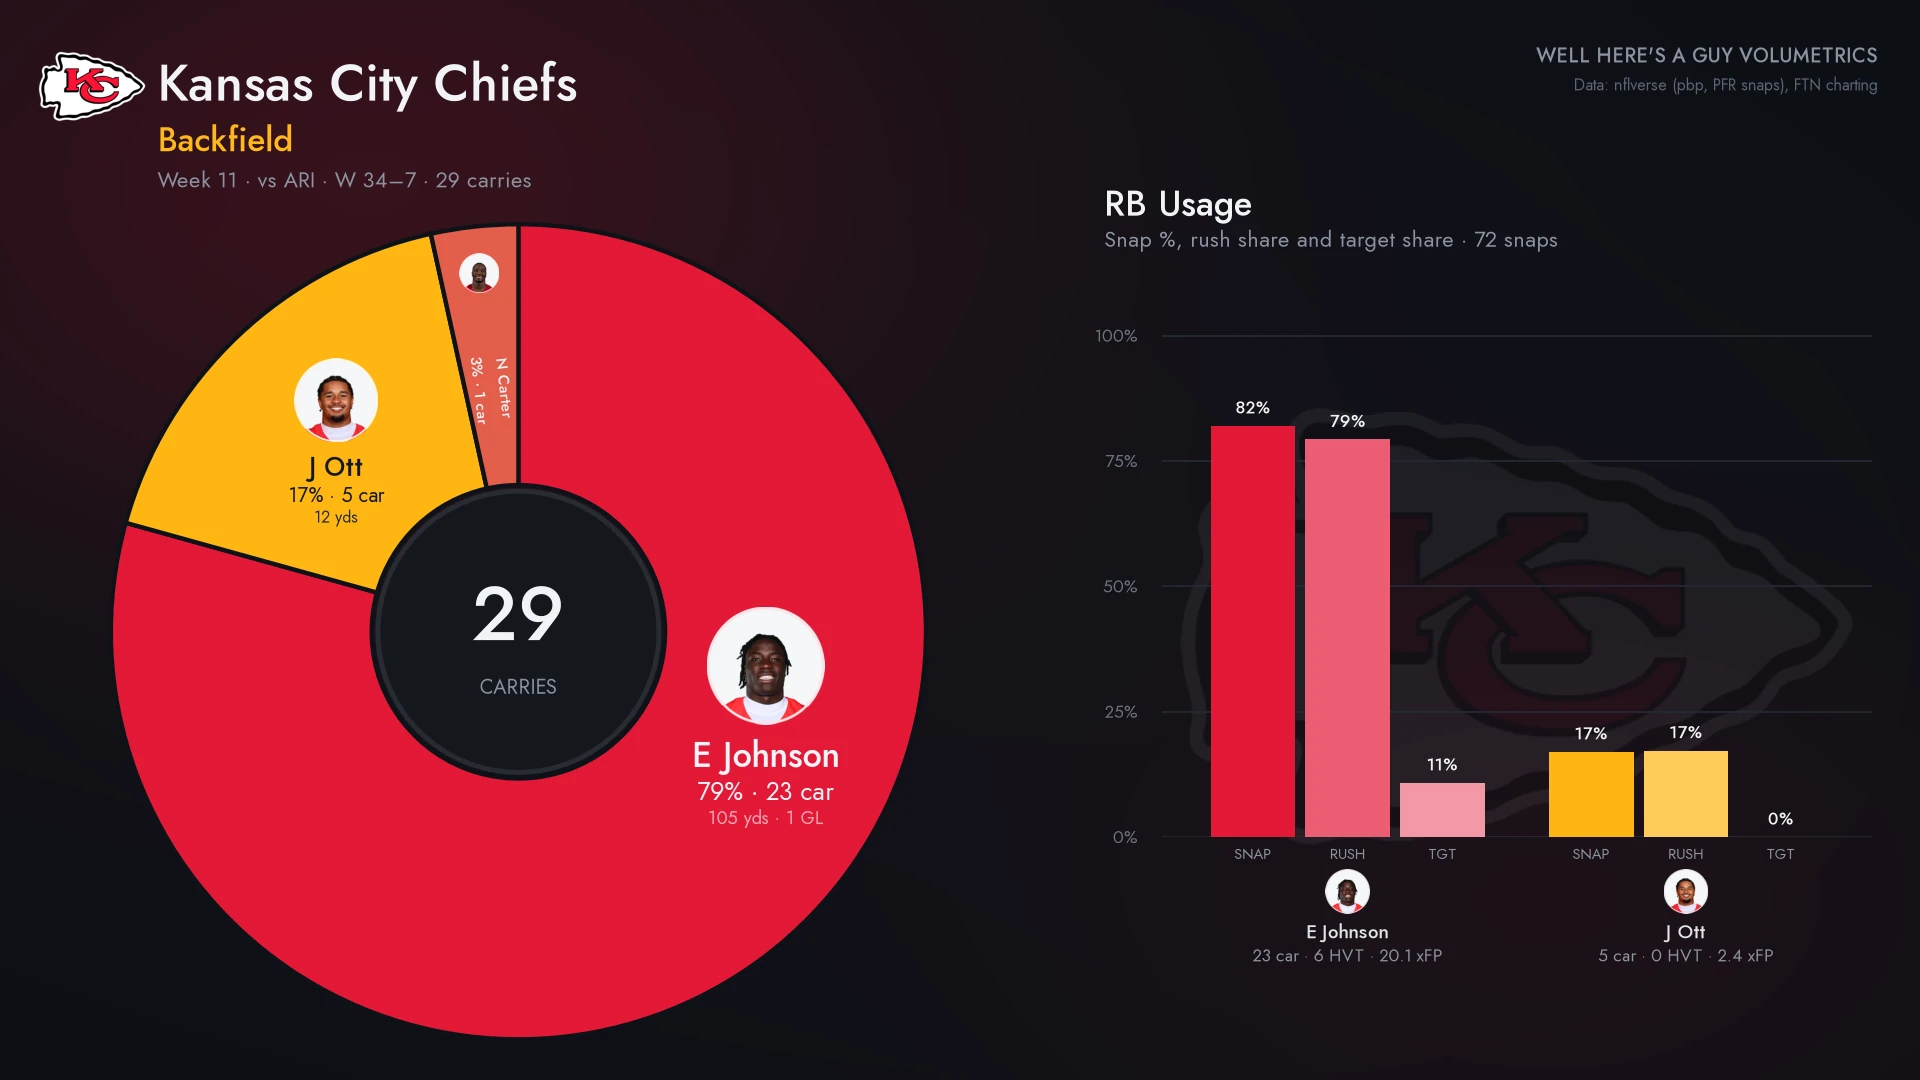 Kansas City Chiefs
Backfield
Week 11 · vs ARI · W 34–7 · 29 carries
WELL HERE'S A GUY VOLUMETRICS
Data: nflverse (pbp, PFR snaps), FTN charting
N Carter
3% · 1 car
J Ott
17% · 5 car
12 yds
29
CARRIES
E Johnson
79% · 23 car
105 yds · 1 GL
RB Usage
Snap %, rush share and target share · 72 snaps
100%
75%
50%
25%
0%
82%
79%
11%
17%
17%
0%
SNAP
RUSH
TGT
SNAP
RUSH
TGT
E Johnson
23 car · 6 HVT · 20.1 xFP
J Ott
5 car · 0 HVT · 2.4 xFP
KC
KC